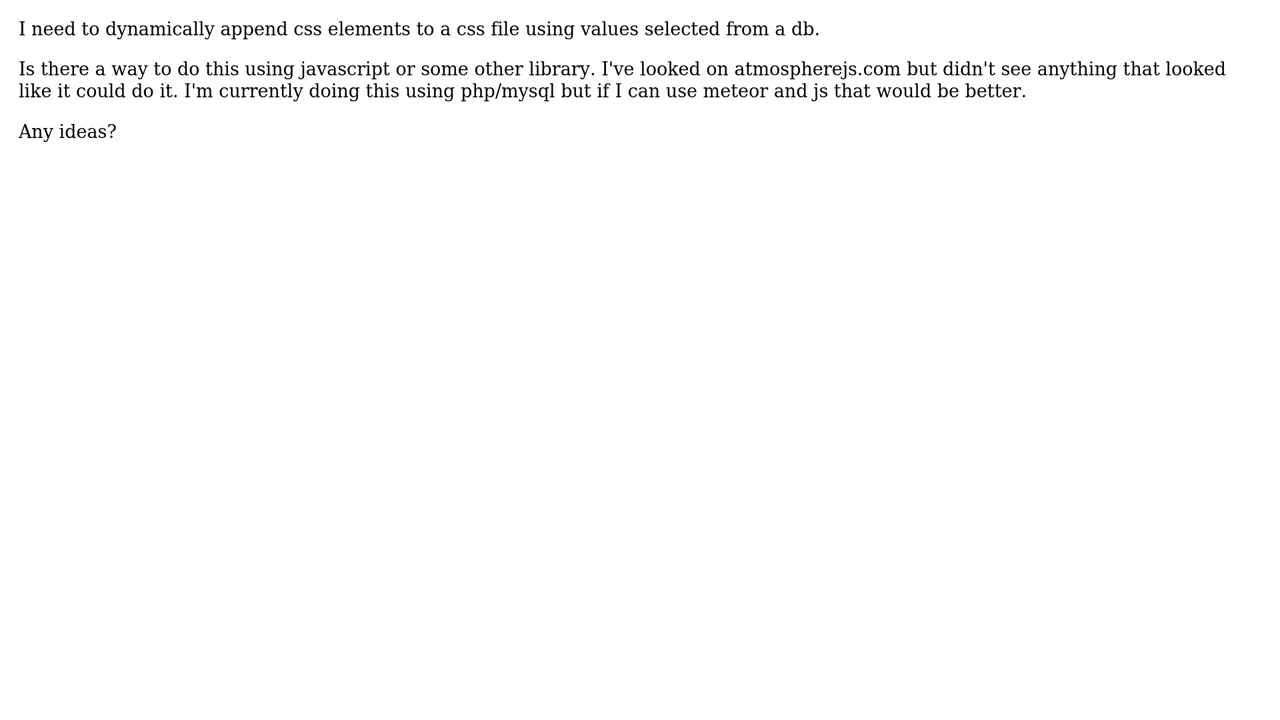 I need to dynamically append css elements to a css file using values selected from a db.
Is there a way to do this using javascript or some other library. I've looked on atmospherejs.com but didn't see anything that looked
like it could do it. I'm currently doing this using php/mysql but if I can use meteor and js that would be better.
Any ideas?